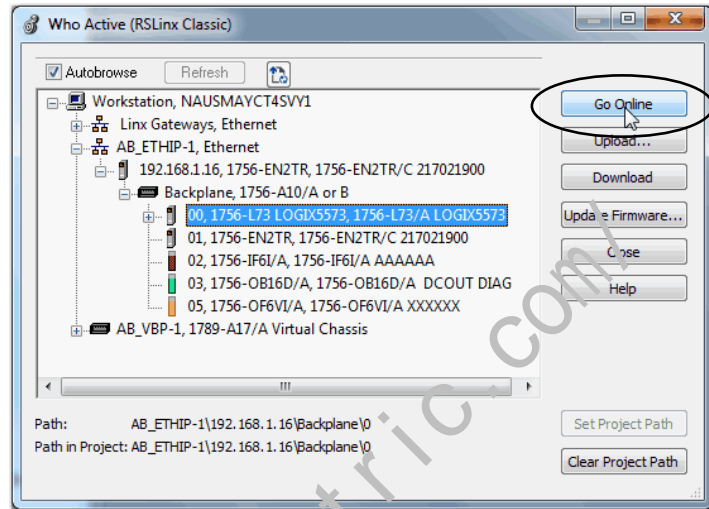 Who Active (RSLinx Classic)
Autobrowse Refresh
Workstation, NAUSMAYCT4SVY1
Linx Gateways, Ethernet
AB_ETHIP-1, Ethernet
192.168.1.16, 1756-EN2TR, 1756-EN2TR/C 217021900
Backplane, 1756-A10/A or B
00, 1756-L73 LOGIX5573, 1756-L73/A LOGIX5573
01, 1756-EN2TR, 1756-EN2TR/C 217021900
02, 1756-IF6I/A, 1756-IF6I/A AAAAAA
03, 1756-OB16D/A, 1756-OB16D/A DCOUT DIAG
05, 1756-OF6VI/A, 1756-OF6VI/A XXXXXX
AB_VBP-1, 1789-A17/A Virtual Chassis
Go Online
Upload...
Download
Update Firmware...
Close
Help
Path: AB_ETHIP-1\192.168.1.16\Backplane\0
Path in Project: AB_ETHIP-1\192.168.1.16\Backplane\0
Set Project Path
Clear Project Path